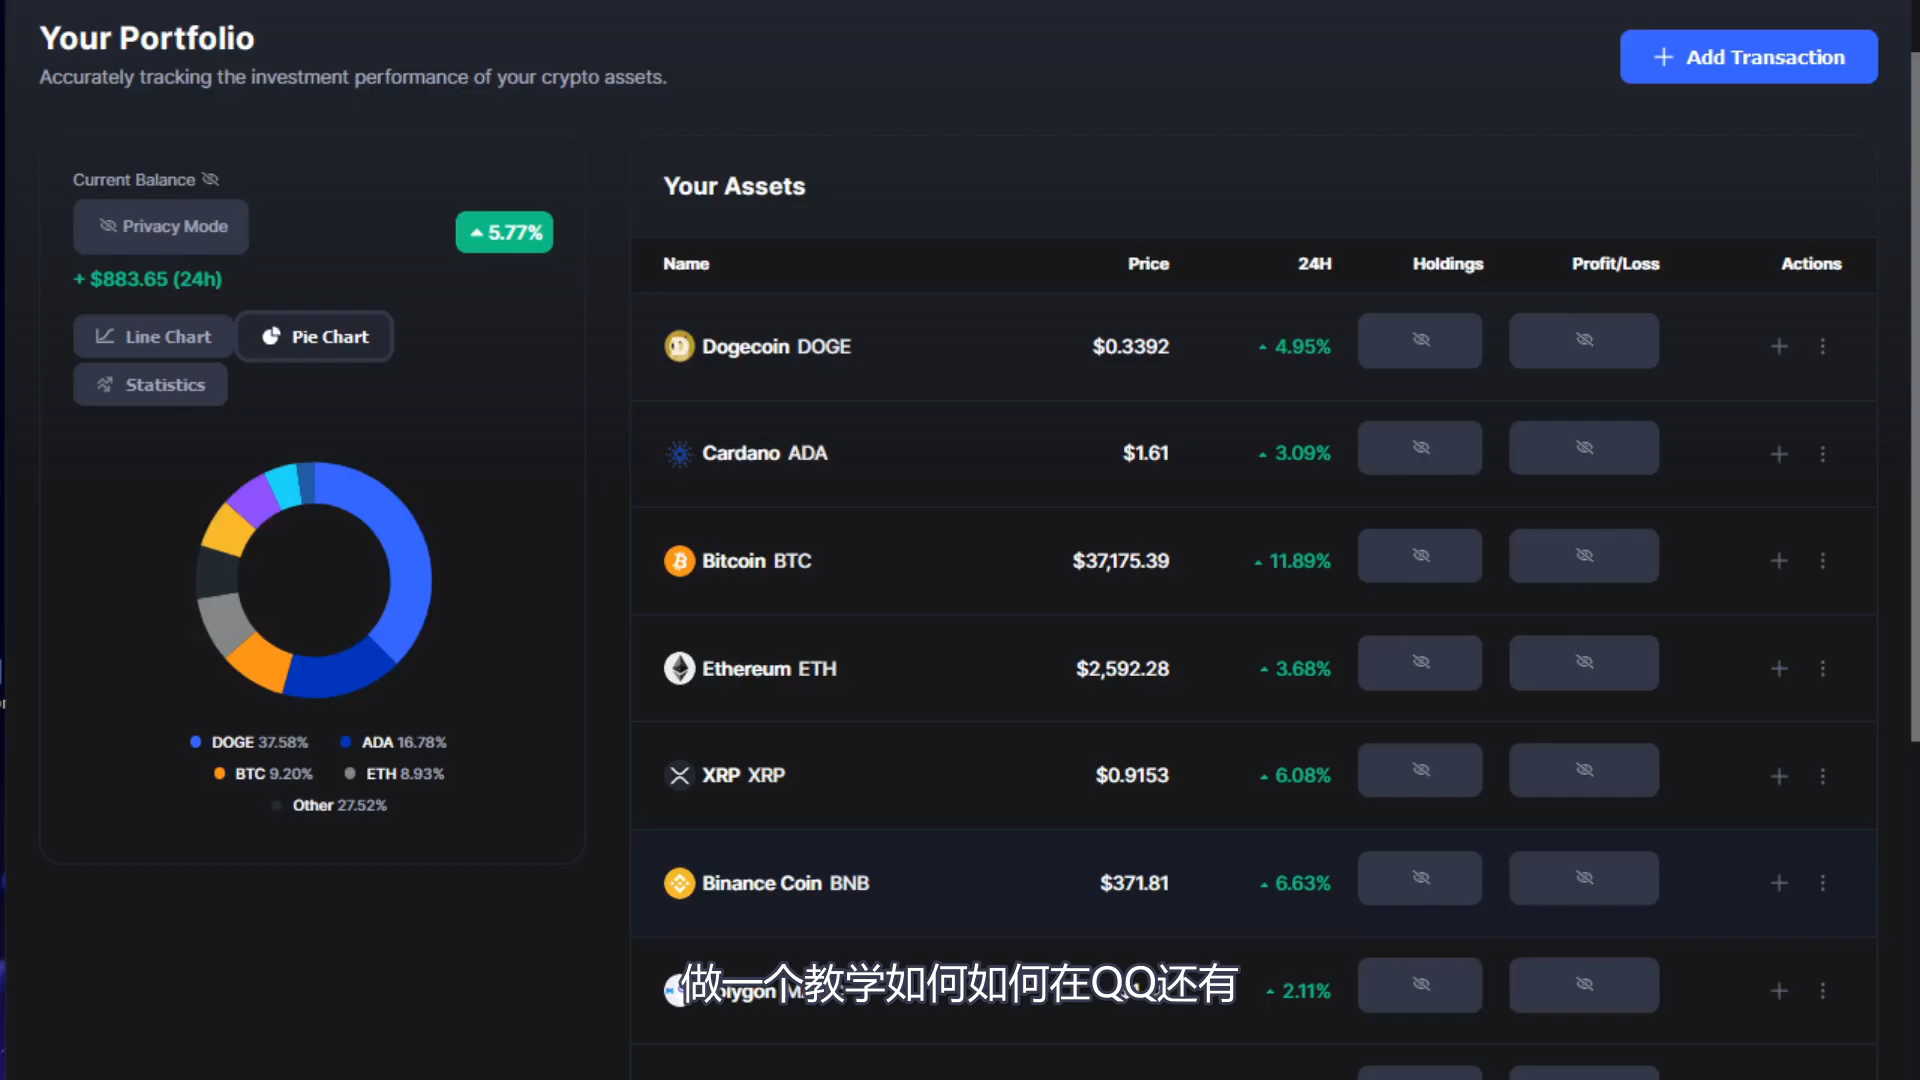 Your Portfolio
Accurately tracking the investment performance of your crypto assets.
+ Add Transaction
Current Balance
Privacy Mode
5.77%
+ $883.65 (24h)
Line Chart
Pie Chart
Statistics
DOGE 37.58%
ADA 16.78%
BTC 9.20%
ETH 8.93%
Other 27.52%
Your Assets
Name Price 24H Holdings Profit/Loss Actions
Dogecoin DOGE $0.3392 4.95%
Cardano ADA $1.61 3.09%
Bitcoin BTC $37,175.39 11.89%
Ethereum ETH $2,592.28 3.68%
XRP XRP $0.9153 6.08%
Binance Coin BNB $371.81 6.63%
2.11%
做一个教学如何如何在QQ还有